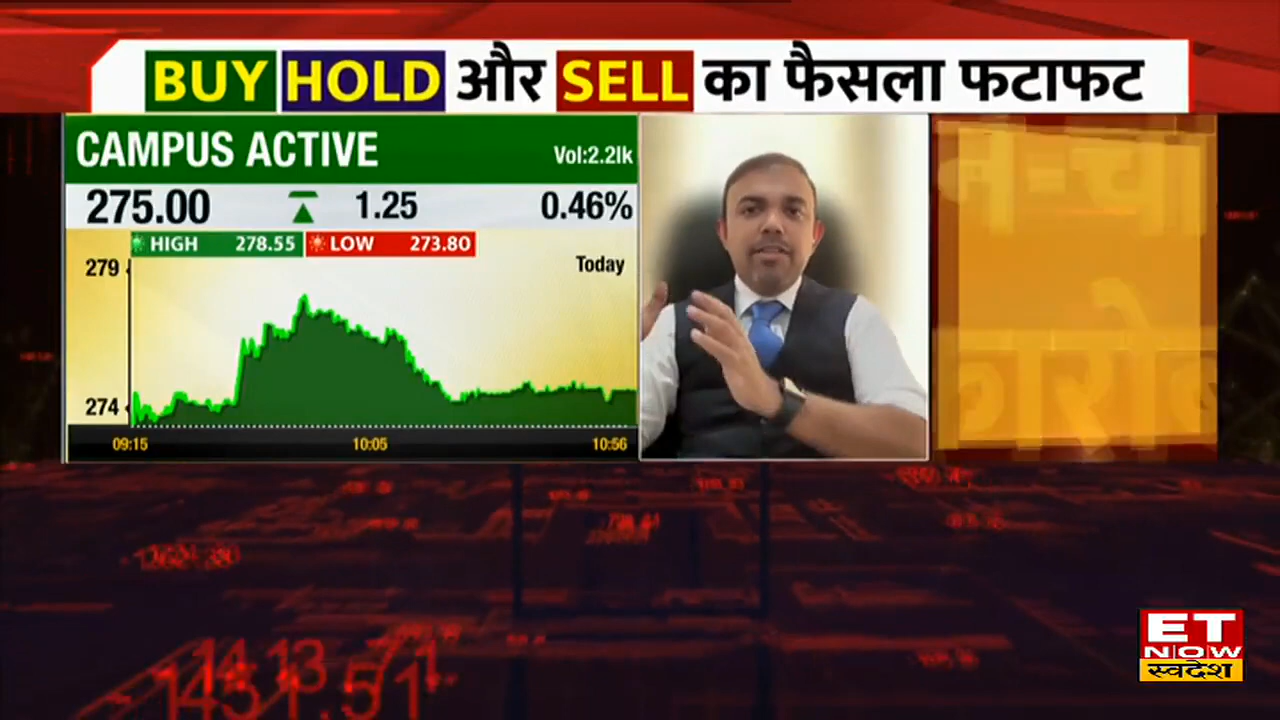 BUY HOLD और SELL का फैसला फटाफट
CAMPUS ACTIVE
Vol:2.2lk
275.00 1.25 0.46%
HIGH 278.55 LOW 273.80
279
Today
274
09:15 10:05 10:56
ET
NOW
स्वदेश